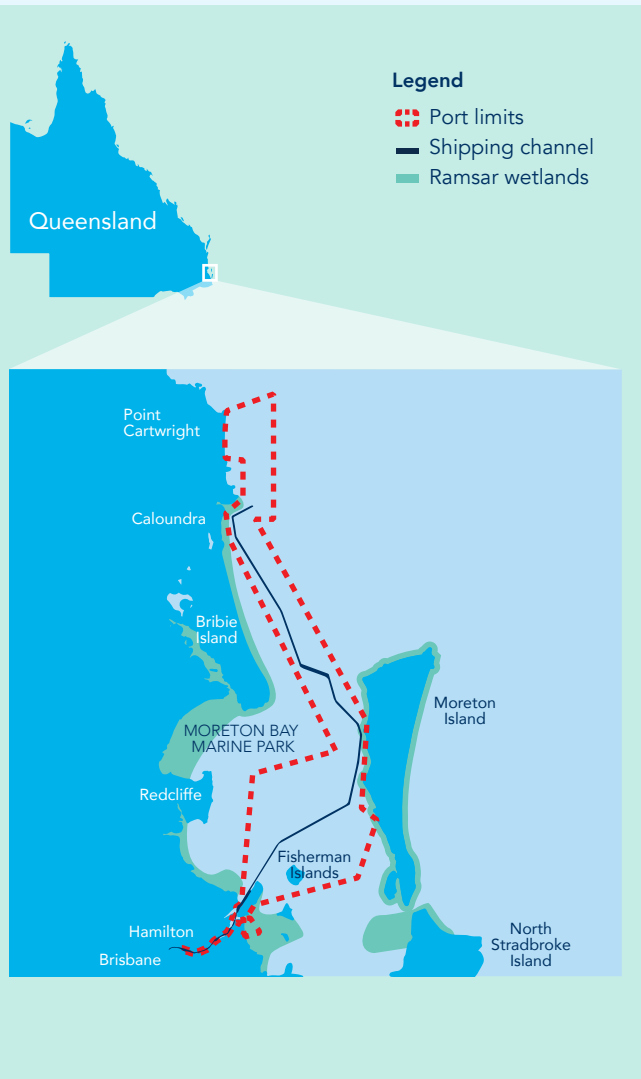 Legend
Port limits
Shipping channel
Ramsar wetlands
Queensland
Point
Cartwright
Caloundra
Bribie
Island
Moreton
Island
MORETON BAY
MARINE PARK
Redcliffe
Fisherman
Islands
Hamilton
Brisbane
North
Stradbroke
Island